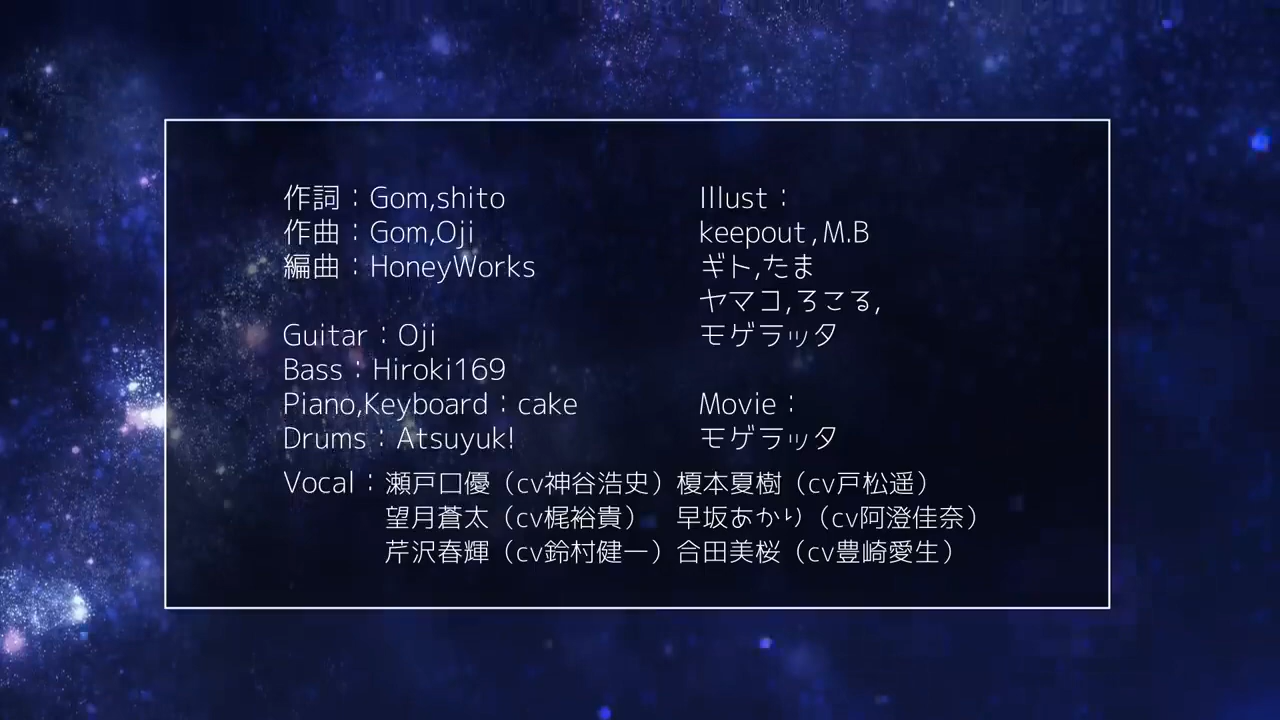 作詞：Gom,shito
作曲：Gom,Oji
編曲：HoneyWorks
Guitar：Oji
Bass：Hiroki169
Piano,Keyboard：cake
Drums：Atsuyuk!
Illust：
keepout,M.B
ギト,たま
ヤマコ,ろこる,
モゲラッタ
Movie：
モゲラッタ
Vocal：瀬戸口優（cv神谷浩史）榎本夏樹（cv戸松遥）
望月蒼太（cv梶裕貴）　早坂あかり（cv阿澄佳奈）
芹沢春輝（cv鈴村健一）合田美桜（cv豊崎愛生）